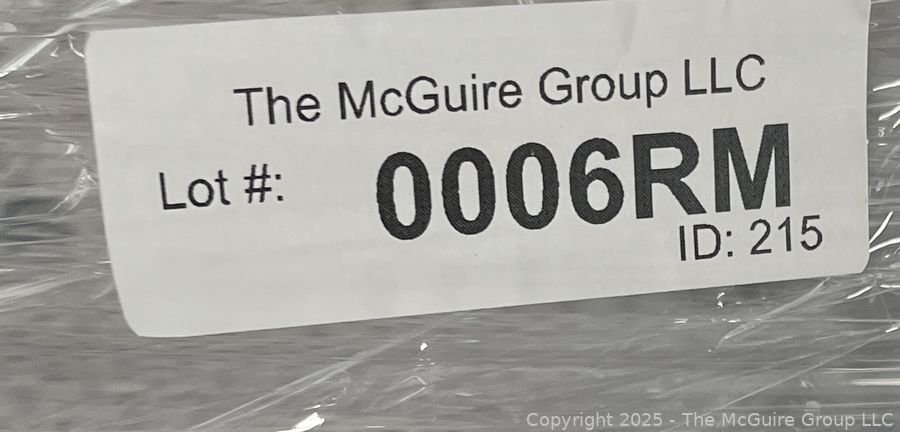 The McGuire Group LLC
Lot #: 0006RM
ID: 215
Copyright 2025 - The McGuire Group LLC